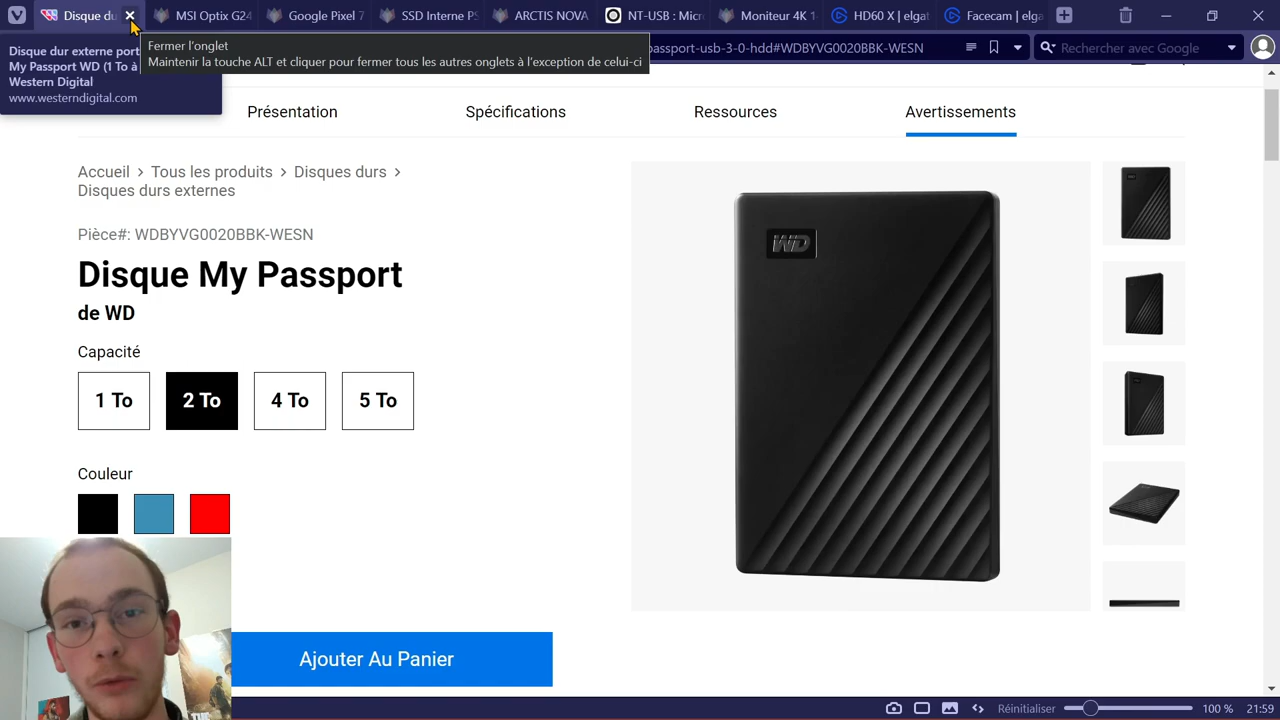 Disque du
MSI Optix G24
Google Pixel 7
SSD Interne PS
ARCTIS NOVA
NT-USB : Micr
Moniteur 4K 1
HD60 X | elgat
Facecam | elga
Disque dur externe port
My Passport WD (1 To à
Western Digital
www.westerndigital.com
Fermer l'onglet
Maintenir la touche ALT et cliquer pour fermer tous les autres onglets à l'exception de celui-ci
passport-usb-3-0-hdd#WDBYVG0020BBK-WESN
Rechercher avec Google
Présentation
Spécifications
Ressources
Avertissements
Accueil > Tous les produits > Disques durs >
Disques durs externes
Pièce#: WDBYVG0020BBK-WESN
Disque My Passport
de WD
Capacité
1 To
2 To
4 To
5 To
Couleur
WD
Ajouter Au Panier
Réinitialiser
100 %
21:59